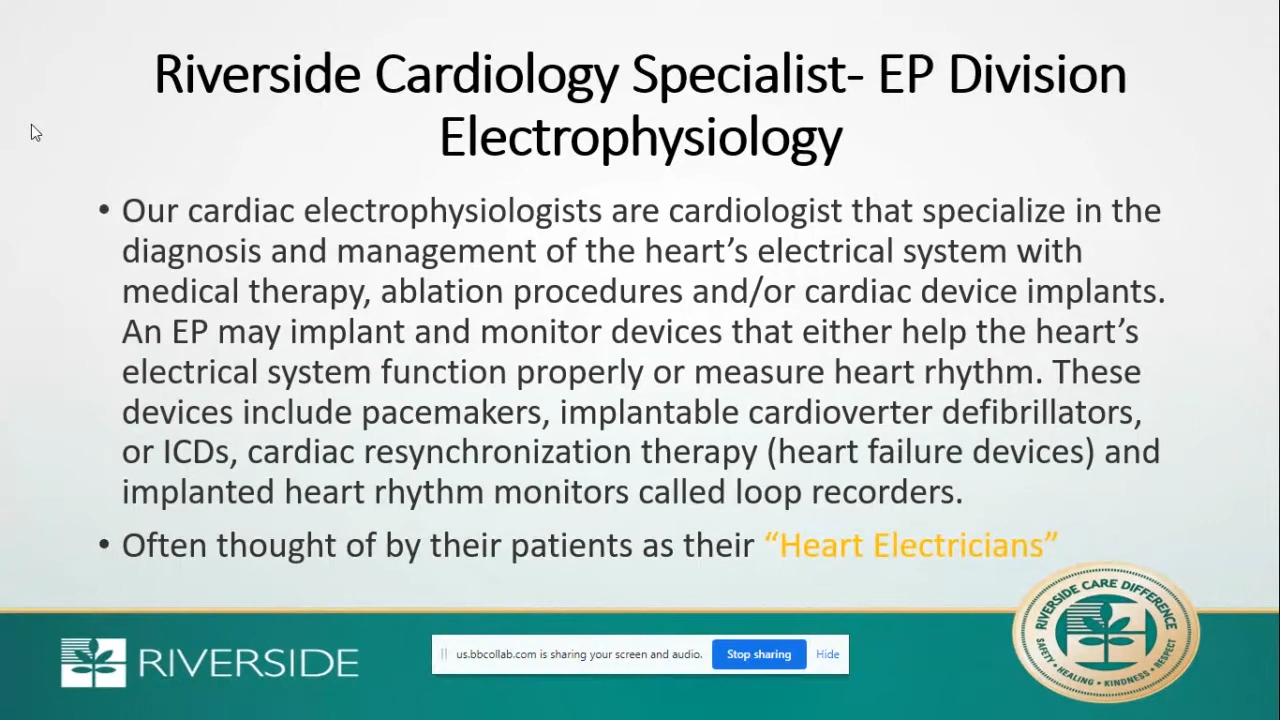 Riverside Cardiology Specialist- EP Division
Electrophysiology
• Our cardiac electrophysiologists are cardiologist that specialize in the
diagnosis and management of the heart’s electrical system with
medical therapy, ablation procedures and/or cardiac device implants.
An EP may implant and monitor devices that either help the heart’s
electrical system function properly or measure heart rhythm. These
devices include pacemakers, implantable cardioverter defibrillators,
or ICDs, cardiac resynchronization therapy (heart failure devices) and
implanted heart rhythm monitors called loop recorders.
• Often thought of by their patients as their “Heart Electricians”
RIVERSIDE
us.bbcollab.com is sharing your screen and audio. Stop sharing Hide
RIVERSIDE CARE DIFFERENCE
SAFETY • HEALING • KINDNESS • RESPECT